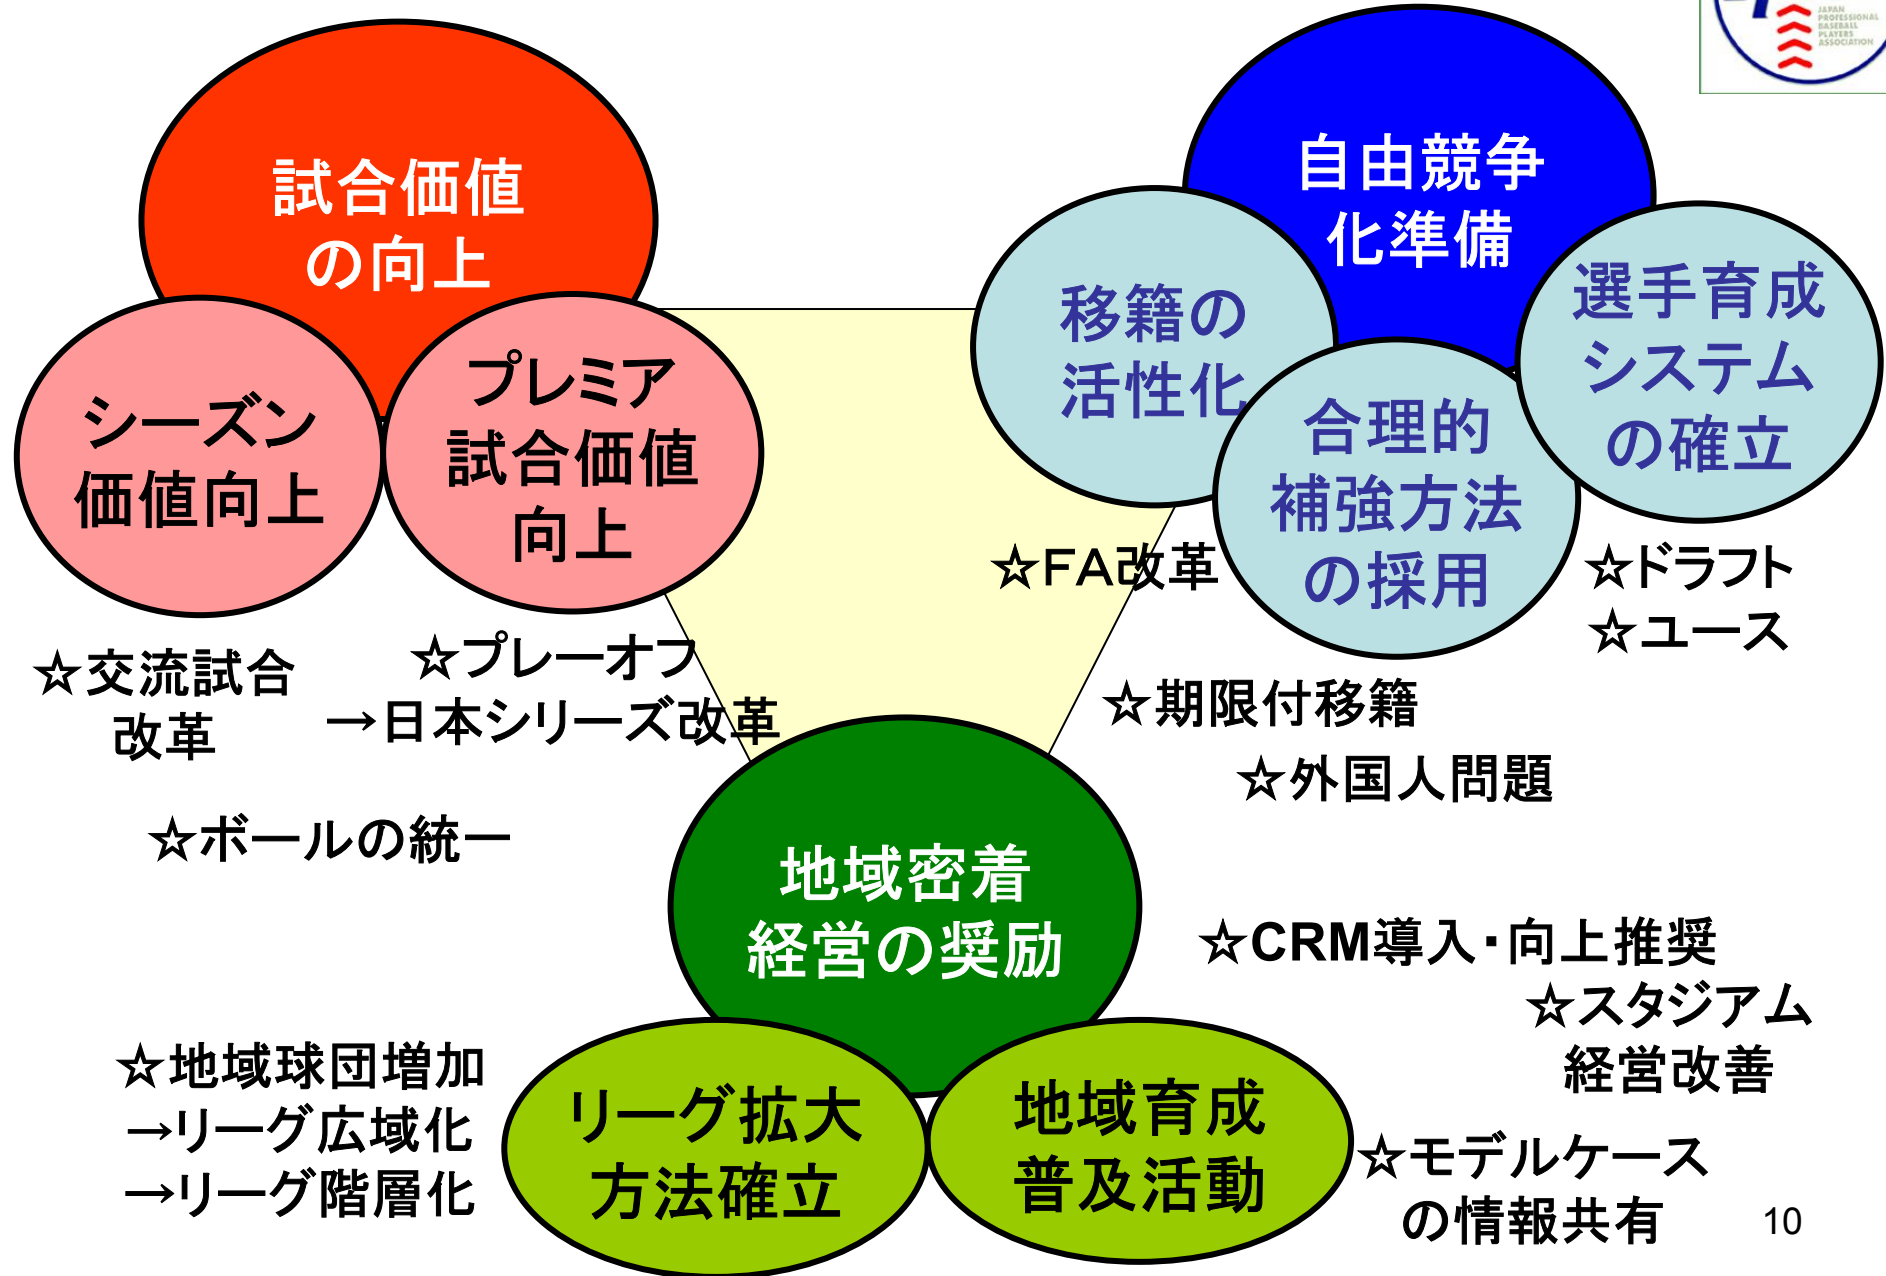 JAPAN
PROFESSIONAL
BASEBALL
PLAYERS
ASSOCIATION
試合価値
の向上
シーズン
価値向上
プレミア
試合価値
向上
☆交流試合
改革
☆プレーオフ
→日本シリーズ改革
☆ボールの統一
自由競争
化準備
移籍の
活性化
合理的
補強方法
の採用
選手育成
システム
の確立
☆FA改革
☆ドラフト
☆ユース
☆期限付移籍
☆外国人問題
地域密着
経営の奨励
リーグ拡大
方法確立
地域育成
普及活動
☆地域球団増加
→リーグ広域化
→リーグ階層化
☆CRM導入・向上推奨
☆スタジアム
経営改善
☆モデルケース
の情報共有
10